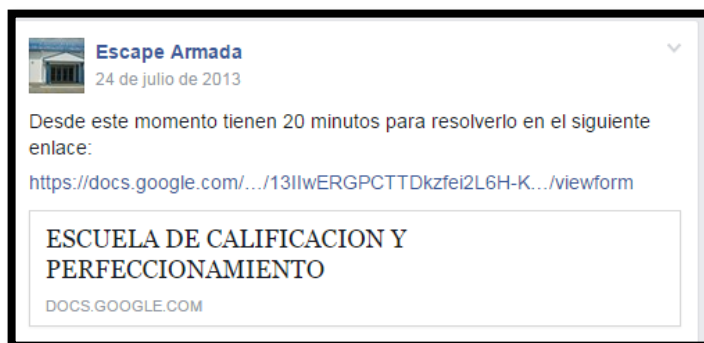 Escape Armada
24 de julio de 2013
Desde este momento tienen 20 minutos para resolverlo en el siguiente
enlace:
https://docs.google.com/.../13IIwERGPCTTDkzfei2L6H-K.../viewform
ESCUELA DE CALIFICACION Y
PERFECCIONAMIENTO
DOCS.GOOGLE.COM